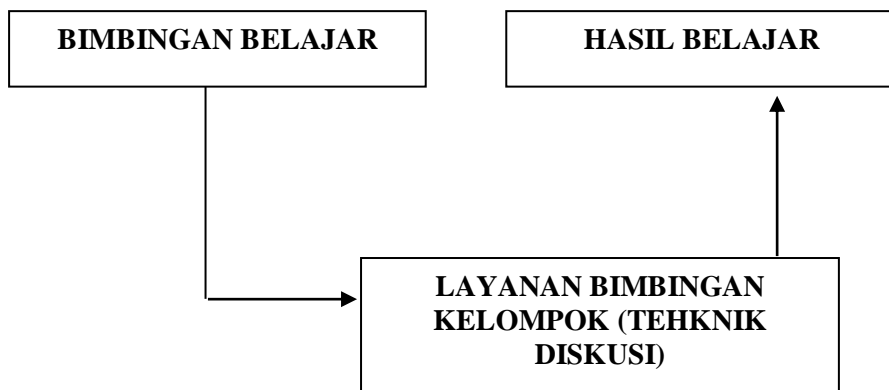 BIMBINGAN BELAJAR
HASIL BELAJAR
LAYANAN BIMBINGAN
KELOMPOK (TEHKNIK
DISKUSI)